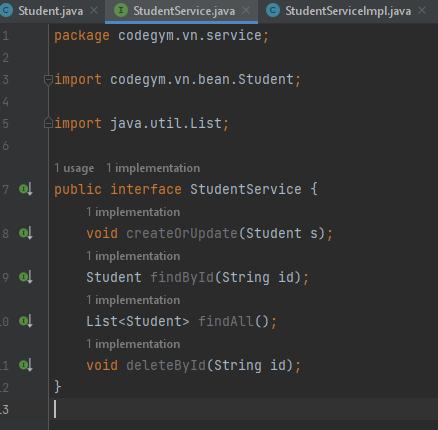 Student.java × StudentService.java × StudentServiceImpl.java ×
1 package codegym.vn.service;
2
3 import codegym.vn.bean.Student;
4
5 import java.util.List;
6
1 usage 1 implementation
7 public interface StudentService {
1 implementation
8 void createOrUpdate(Student s);
1 implementation
9 Student findById(String id);
1 implementation
10 List<Student> findAll();
1 implementation
11 void deleteById(String id);
12 }
13